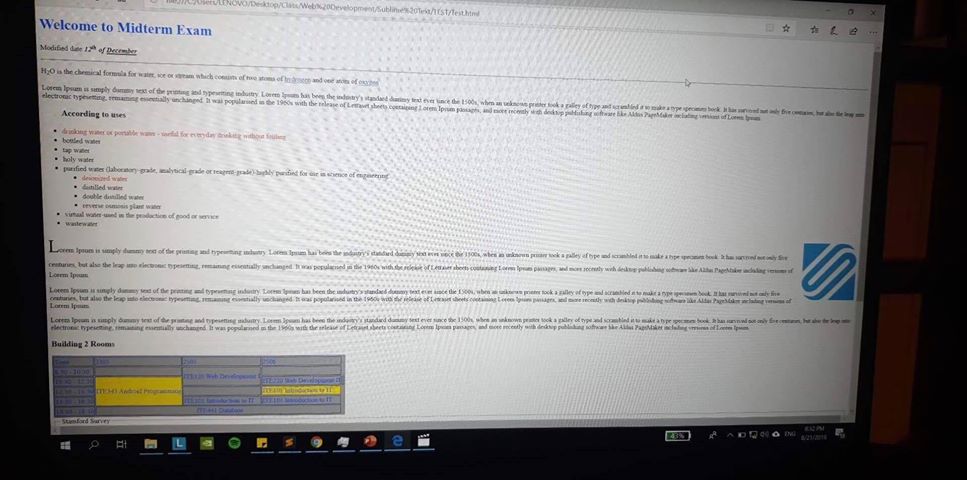 file:///C:/Users/LENOVO/Desktop/Class/Web%20Development/Sublime%20Text/TEST/Test.html
Welcome to Midterm Exam
Modified date 12th of December
H2O is the chemical formula for water, ice or stream which consists of two atoms of hydrogen and one atom of oxygen
Lorem Ipsum is simply dummy text of the printing and typesetting industry. Lorem Ipsum has been the industry's standard dummy text ever since the 1500s, when an unknown printer took a galley of type and scrambled it to make a type specimen book. It has survived not only five centuries, but also the leap into
electronic typesetting, remaining essentially unchanged. It was popularised in the 1960s with the release of Letraset sheets containing Lorem Ipsum passages, and more recently with desktop publishing software like Aldus PageMaker including versions of Lorem Ipsum.
According to uses
drinking water or portable water - useful for everyday drinking without fouling
bottled water
tap water
holy water
purified water (laboratory-grade, analytical-grade or reagent-grade)-highly purified for use in science of engineering
desonized water
distilled water
double distilled water
reverse osmosis plant water
virtual water-used in the production of good or service
wastewater
Lorem Ipsum is simply dummy text of the printing and typesetting industry. Lorem Ipsum has been the industry's standard dummy text ever since the 1500s, when an unknown printer took a galley of type and scrambled it to make a type specimen book. It has survived not only five
centuries, but also the leap into electronic typesetting, remaining essentially unchanged. It was popularised in the 1960s with the release of Letraset sheets containing Lorem Ipsum passages, and more recently with desktop publishing software like Aldus PageMaker including versions of
Lorem Ipsum.
Lorem Ipsum is simply dummy text of the printing and typesetting industry. Lorem Ipsum has been the industry's standard dummy text ever since the 1500s, when an unknown printer took a galley of type and scrambled it to make a type specimen book. It has survived not only five
centuries, but also the leap into electronic typesetting, remaining essentially unchanged. It was popularised in the 1960s with the release of Letraset sheets containing Lorem Ipsum passages, and more recently with desktop publishing software like Aldus PageMaker including versions of
Lorem Ipsum.
Lorem Ipsum is simply dummy text of the printing and typesetting industry. Lorem Ipsum has been the industry's standard dummy text ever since the 1500s, when an unknown printer took a galley of type and scrambled it to make a type specimen book. It has survived not only five centuries, but also the leap into
electronic typesetting, remaining essentially unchanged. It was popularised in the 1960s with the release of Letraset sheets containing Lorem Ipsum passages, and more recently with desktop publishing software like Aldus PageMaker including versions of Lorem Ipsum.
Building 2 Rooms
2505 2506
ITE220 Web Development I
ITE220 Web Development II
ITE343 Android Programming
Introduction to IT
Introduction to IT ITE101 Introduction to IT
ITE441 Database
Stamford Survey
43% ENG
8:32 PM